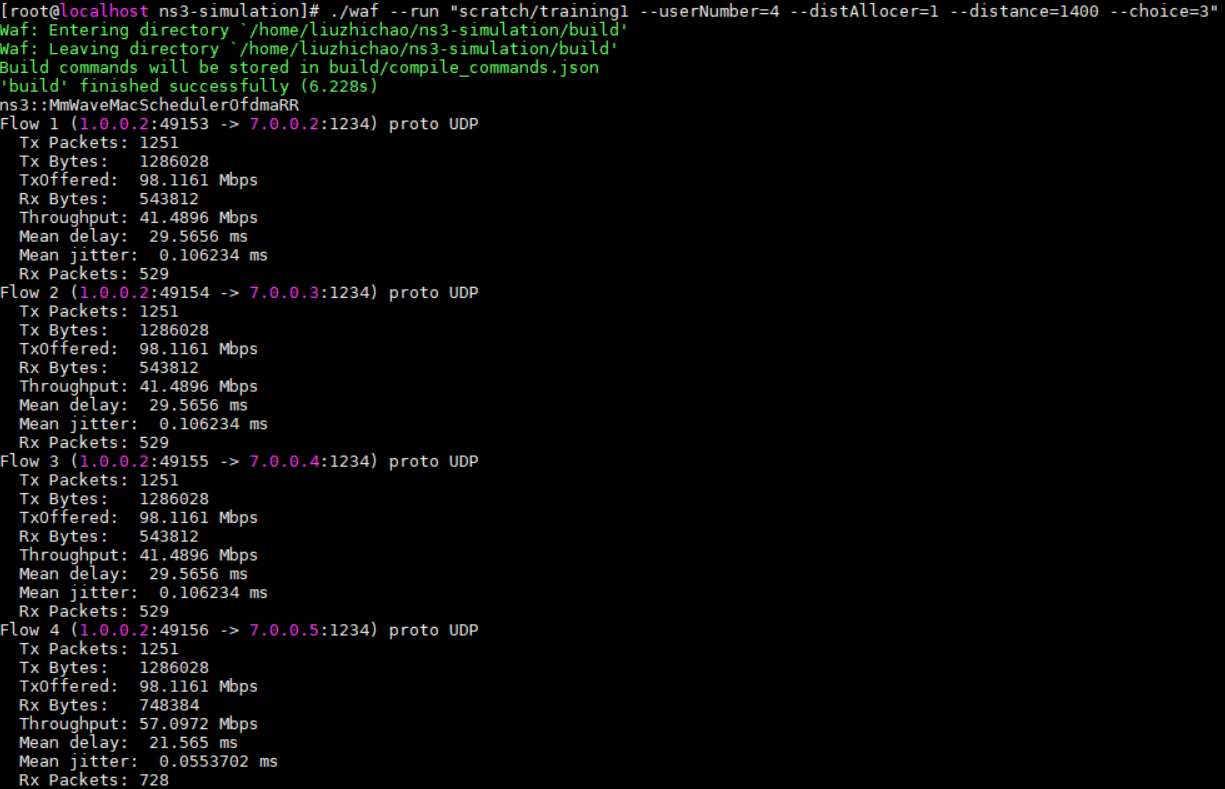 [root@localhost ns3-simulation]# ./waf --run "scratch/training1 --userNumber=4 --distAllocer=1 --distance=1400 --choice=3"
Waf: Entering directory `/home/liuzhichao/ns3-simulation/build'
Waf: Leaving directory `/home/liuzhichao/ns3-simulation/build'
Build commands will be stored in build/compile_commands.json
'build' finished successfully (6.228s)
ns3::MmWaveMacSchedulerOfdmaRR
Flow 1 (1.0.0.2:49153 -> 7.0.0.2:1234) proto UDP
  Tx Packets: 1251
  Tx Bytes:   1286028
  TxOffered:  98.1161 Mbps
  Rx Bytes:   543812
  Throughput: 41.4896 Mbps
  Mean delay:  29.5656 ms
  Mean jitter:  0.106234 ms
  Rx Packets: 529
Flow 2 (1.0.0.2:49154 -> 7.0.0.3:1234) proto UDP
  Tx Packets: 1251
  Tx Bytes:   1286028
  TxOffered:  98.1161 Mbps
  Rx Bytes:   543812
  Throughput: 41.4896 Mbps
  Mean delay:  29.5656 ms
  Mean jitter:  0.106234 ms
  Rx Packets: 529
Flow 3 (1.0.0.2:49155 -> 7.0.0.4:1234) proto UDP
  Tx Packets: 1251
  Tx Bytes:   1286028
  TxOffered:  98.1161 Mbps
  Rx Bytes:   543812
  Throughput: 41.4896 Mbps
  Mean delay:  29.5656 ms
  Mean jitter:  0.106234 ms
  Rx Packets: 529
Flow 4 (1.0.0.2:49156 -> 7.0.0.5:1234) proto UDP
  Tx Packets: 1251
  Tx Bytes:   1286028
  TxOffered:  98.1161 Mbps
  Rx Bytes:   748384
  Throughput: 57.0972 Mbps
  Mean delay:  21.565 ms
  Mean jitter:  0.0553702 ms
  Rx Packets: 728